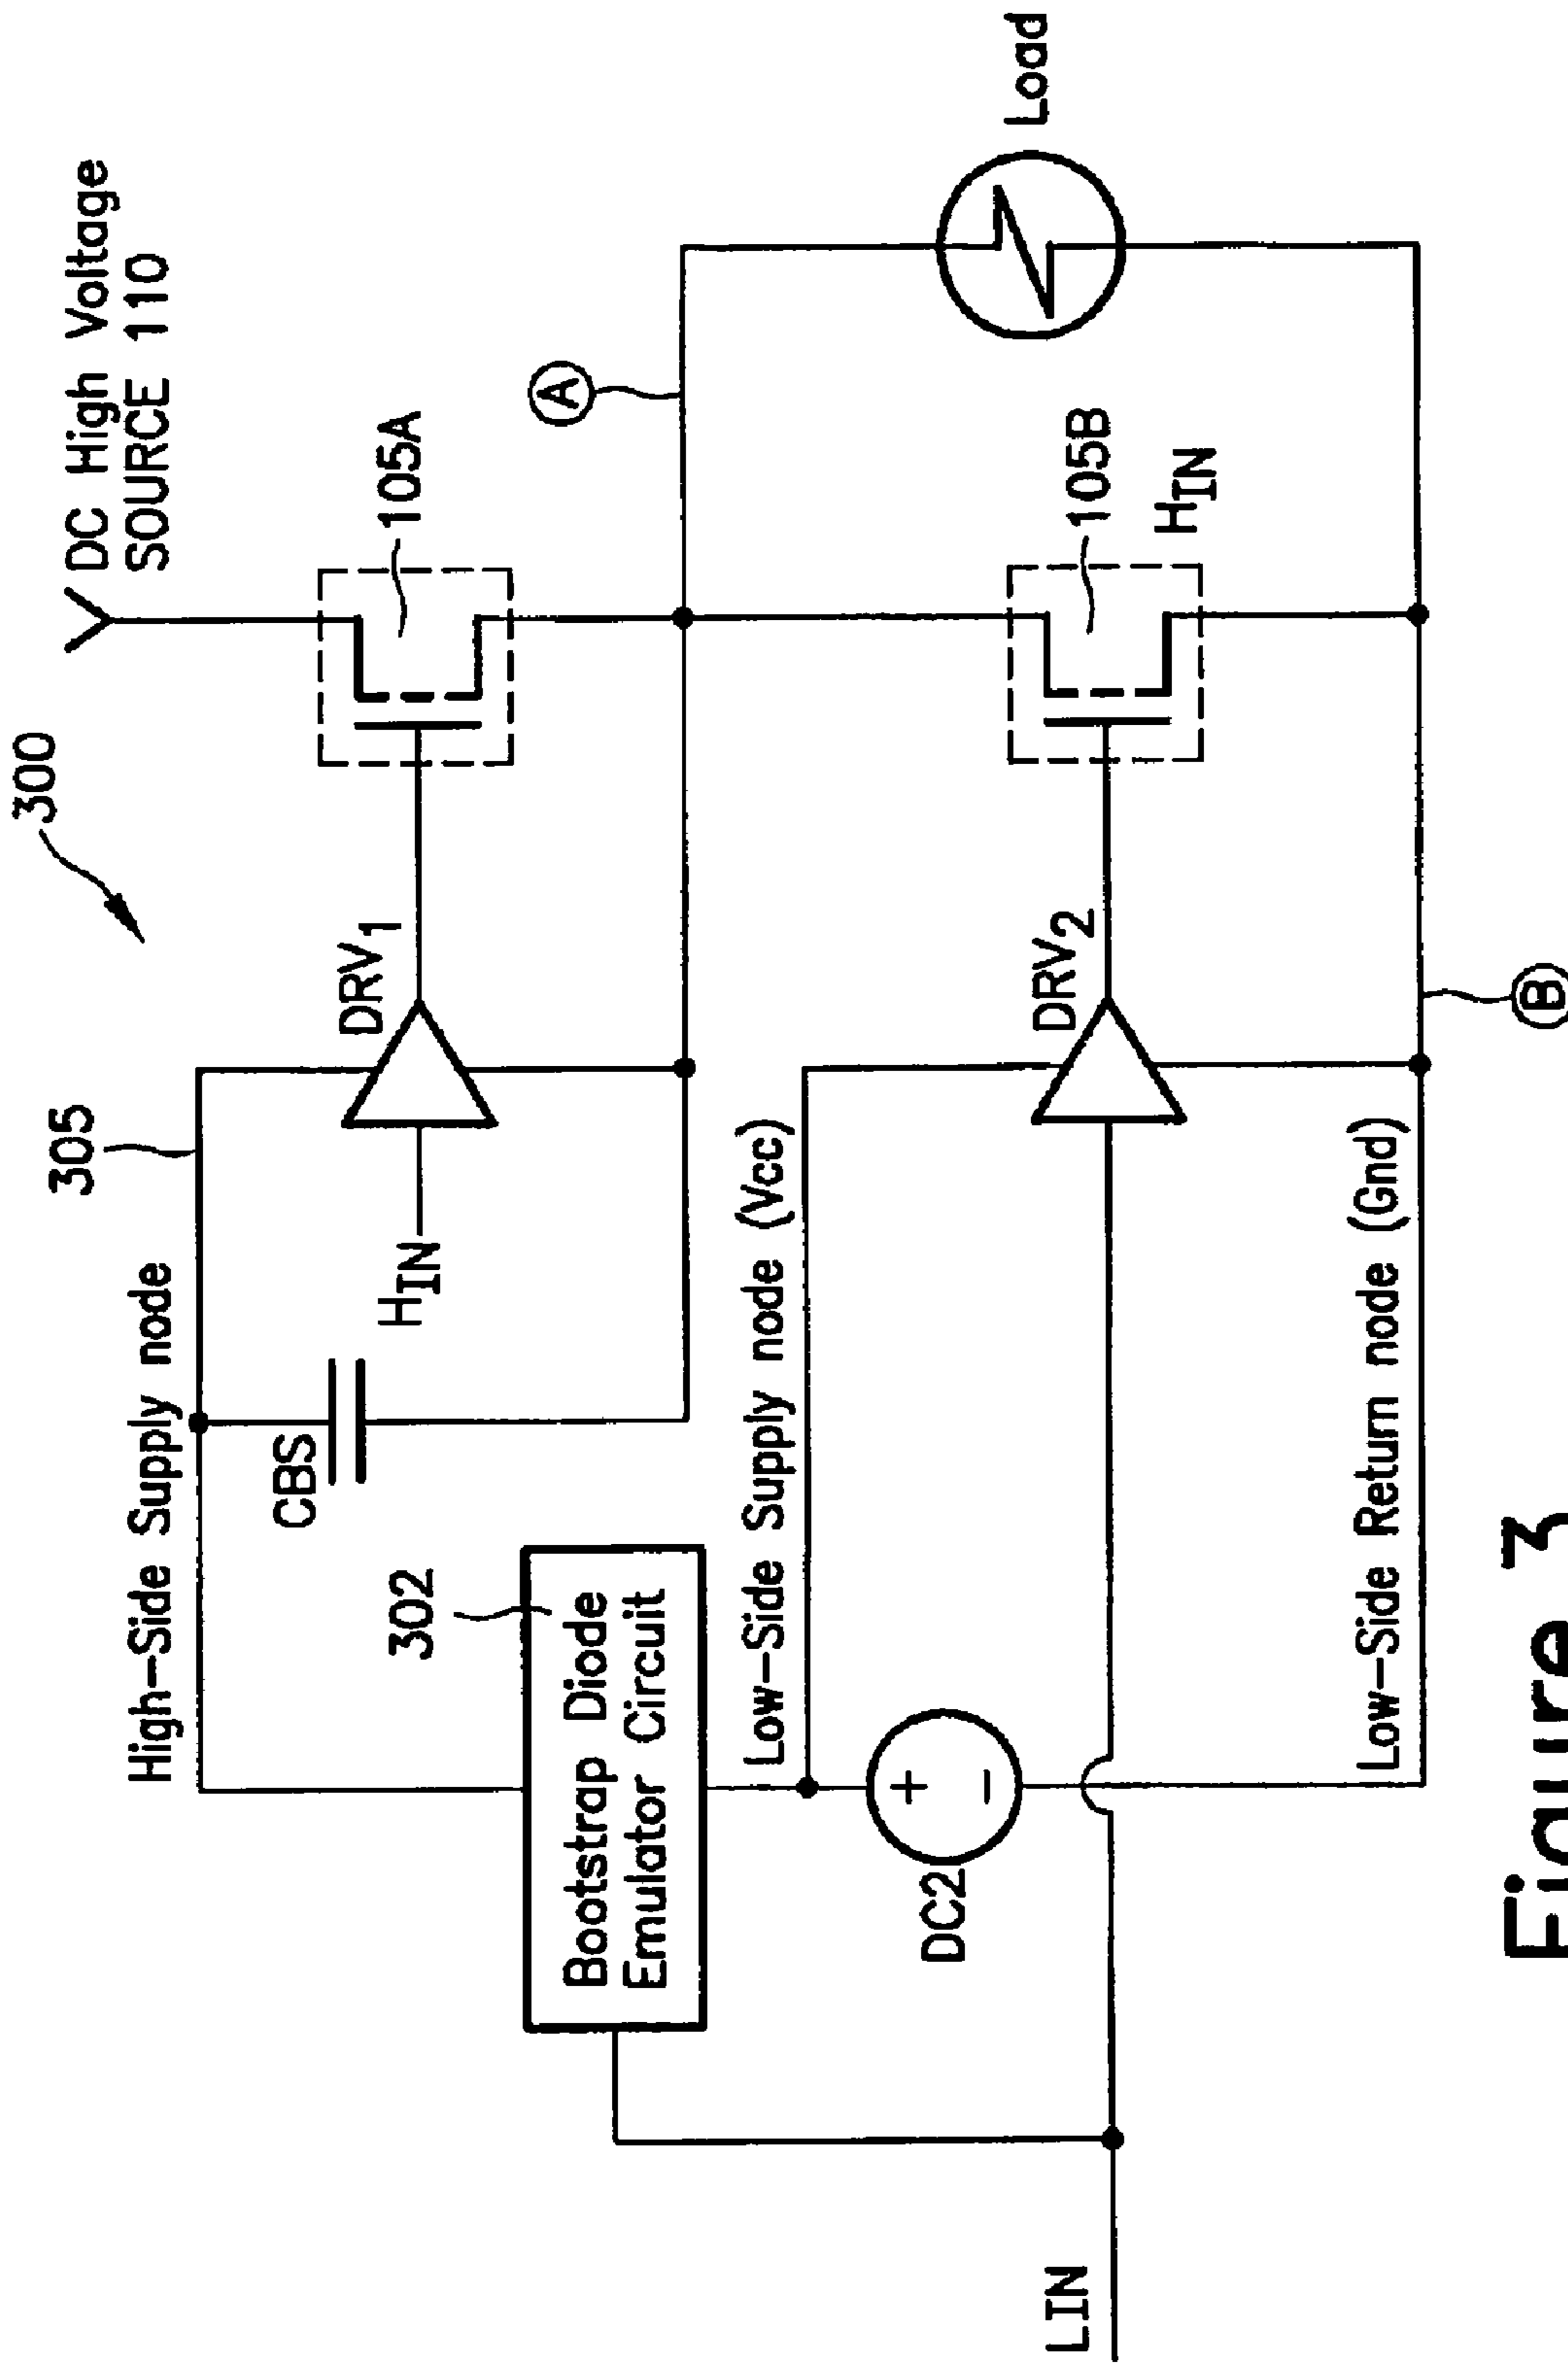 300
DC High Voltage
SOURCE 110
High-Side Supply node
305
DRV1
105A
CBS
HIN
A
302
Bootstrap Diode
Emulator Circuit
Low-Side Supply node (Vcc)
DRV2
105B
HIN
Load
DC2
LIN
Low-Side Return node (Gnd)
B
Figure 3